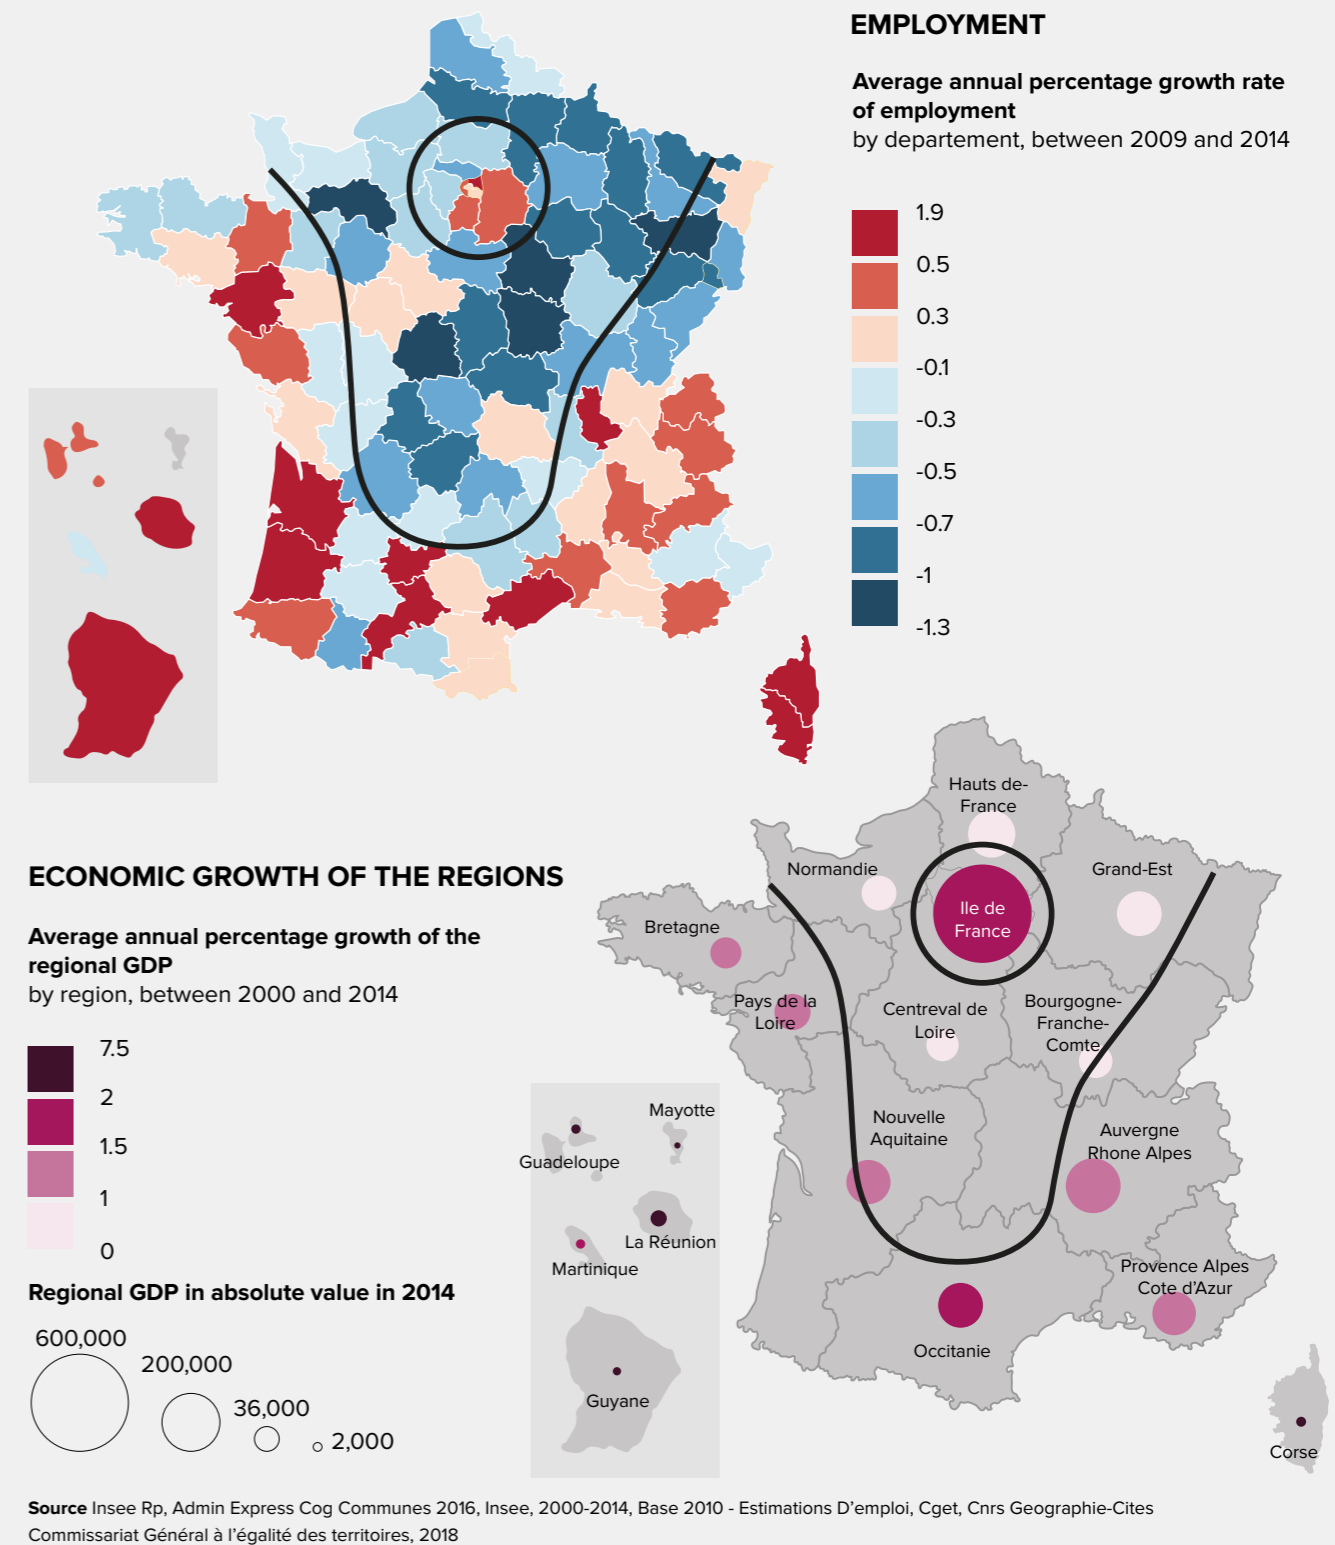 EMPLOYMENT
Average annual percentage growth rate
of employment
by departement, between 2009 and 2014
1.9
0.5
0.3
-0.1
-0.3
-0.5
-0.7
-1
-1.3
ECONOMIC GROWTH OF THE REGIONS
Average annual percentage growth of the
regional GDP
by region, between 2000 and 2014
7.5
2
1.5
1
0
Regional GDP in absolute value in 2014
600,000
200,000
36,000
2,000
Hauts de-
France
Normandie
Ile de
France
Grand-Est
Bretagne
Pays de la
Loire
Centreval de
Loire
Bourgogne-
Franche-
Comte
Nouvelle
Aquitaine
Auvergne
Rhone Alpes
Provence Alpes
Cote d'Azur
Occitanie
Corse
Mayotte
Guadeloupe
La Réunion
Martinique
Guyane
Source Insee Rp, Admin Express Cog Communes 2016, Insee, 2000-2014, Base 2010 - Estimations D'emploi, Cget, Cnrs Geographie-Cites
Commissariat Général à l'égalité des territoires, 2018